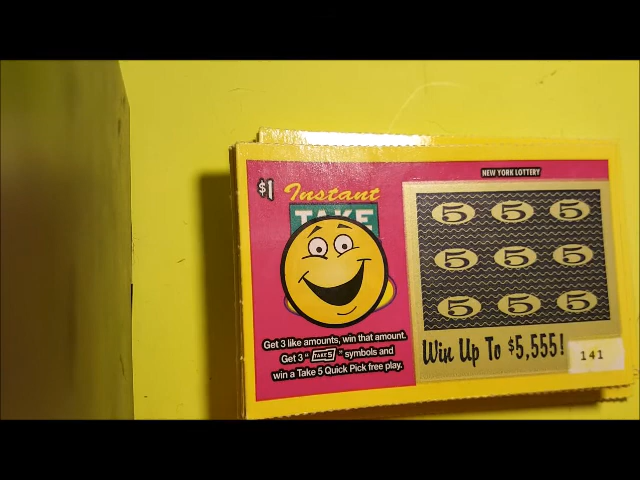 NEW YORK LOTTERY
$1
Instant
TAKE
5 5 5
5 5 5
5 5 5
Get 3 like amounts, win that amount.
Get 3 " TAKE 5 " symbols and
win a Take 5 Quick Pick free play.
Win Up To $5,555!
141